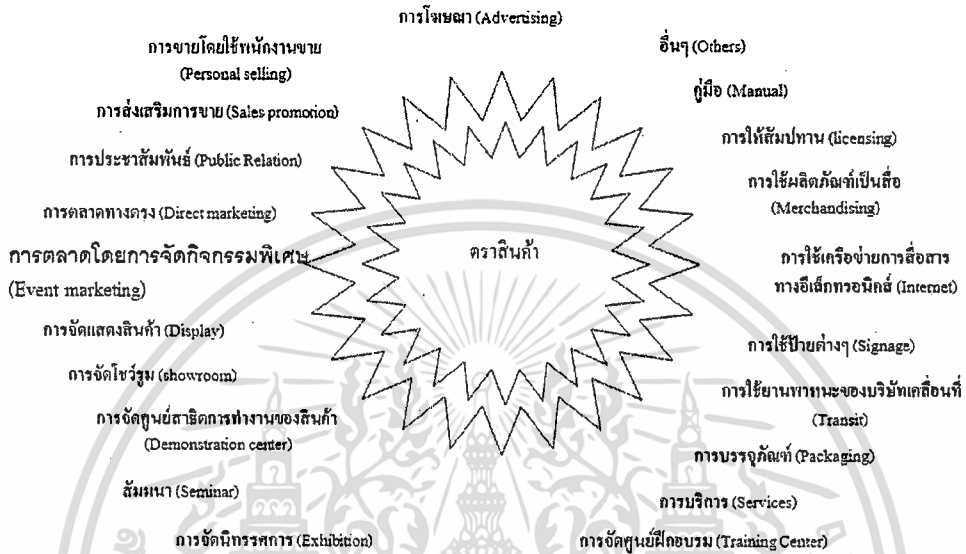 การโฆษณา (Advertising)
การขายโดยใช้พนักงานขาย
(Personal selling)
อื่นๆ (Others)
คู่มือ (Manual)
การส่งเสริมการขาย (Sales promotion)
การให้สัมปทาน (licensing)
การประชาสัมพันธ์ (Public Relation)
การใช้ผลิตภัณฑ์เป็นสื่อ
(Merchandising)
การตลาดทางตรง (Direct marketing)
ตราสินค้า
การตลาดโดยการจัดกิจกรรมพิเศษ
(Event marketing)
การใช้เครือข่ายการสื่อสาร
ทางอีเล็กทรอนิกส์ (Internet)
การจัดแสดงสินค้า (Display)
การใช้ป้ายต่างๆ (Signage)
การจัดโชว์รูม (showroom)
การใช้ยานพาหนะของบริษัทเคลื่อนที่
(Transit)
การจัดศูนย์สาธิตการทำงานของสินค้า
(Demonstration center)
การบรรจุภัณฑ์ (Packaging)
สัมมนา (Seminar)
การบริการ (Services)
การจัดนิทรรศการ (Exhibition)
การจัดศูนย์ฝึกอบรม (Training Center)